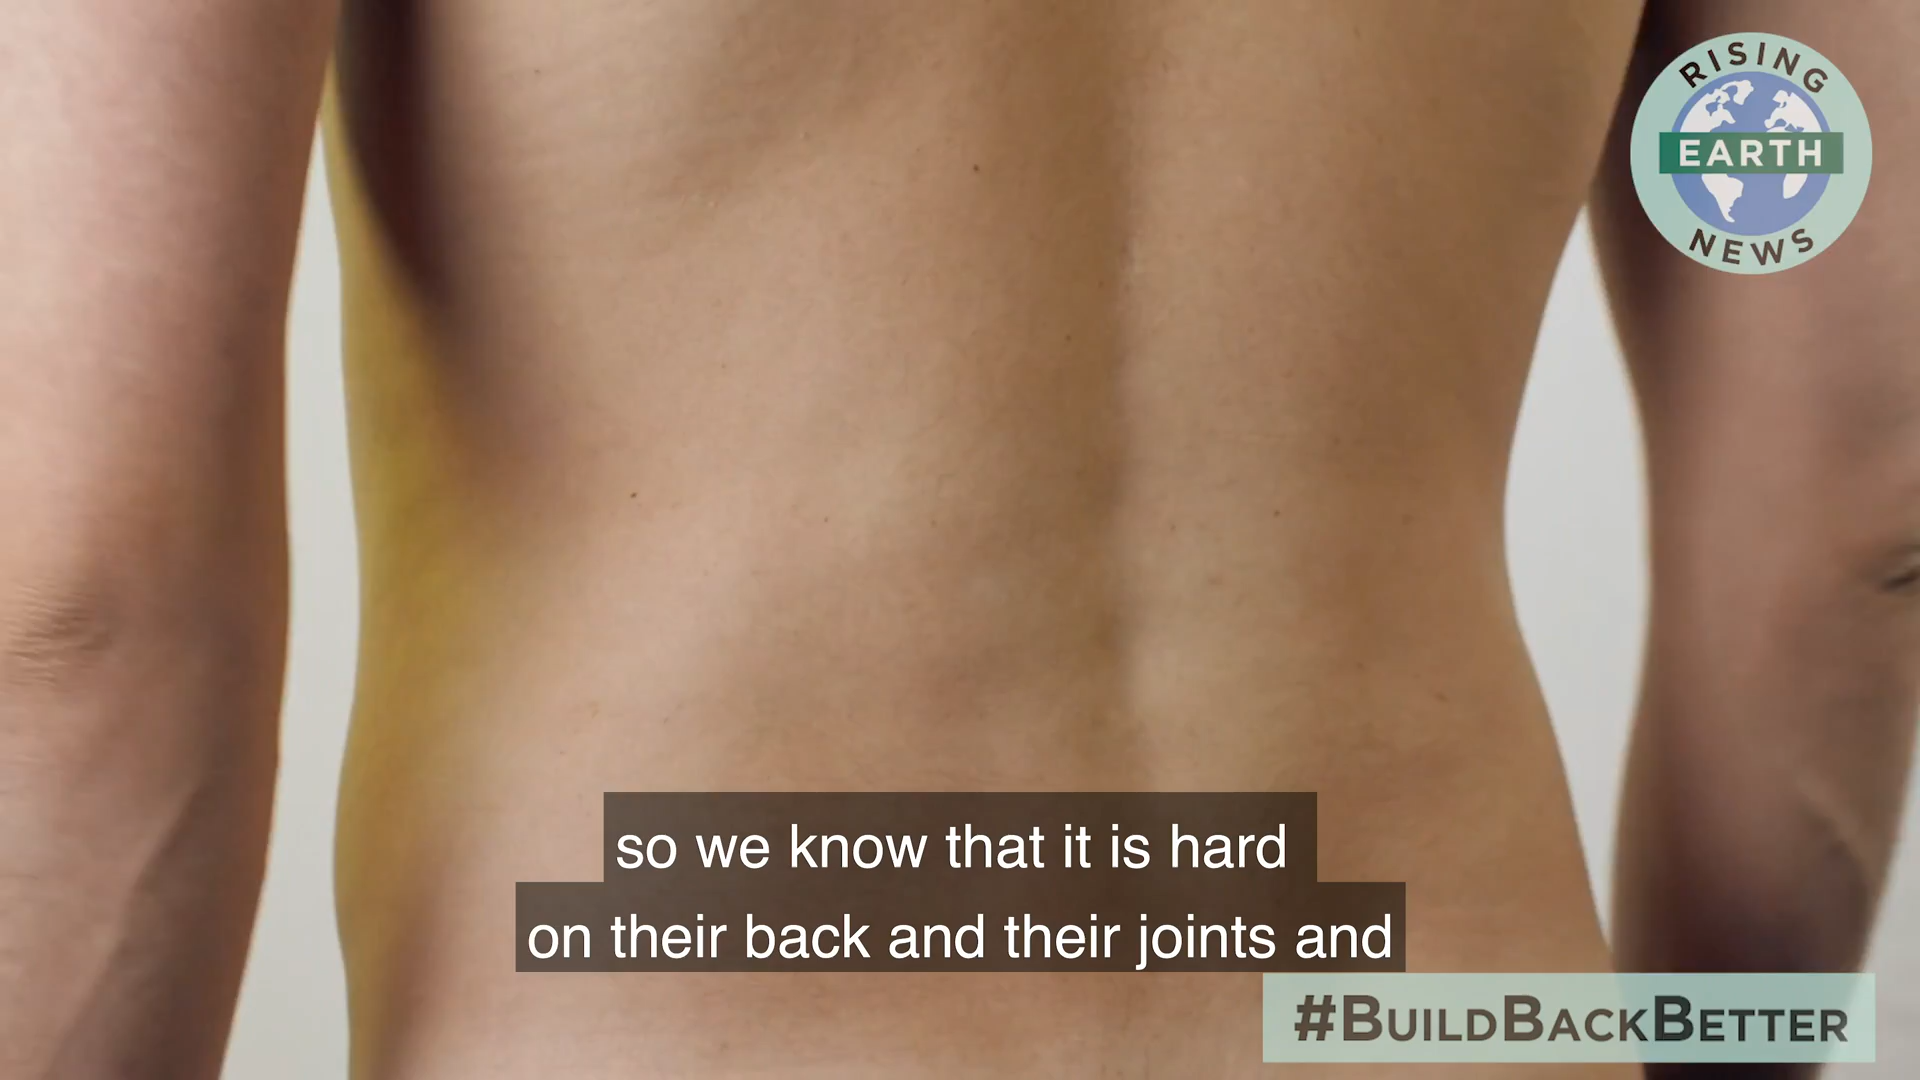 RISING
EARTH
NEWS
so we know that it is hard
on their back and their joints and
#BUILDBACKBETTER